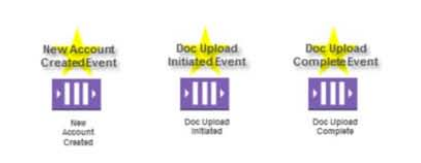 New Account
Created Event
Doc Upload
Initiated Event
Doc Upload
Complete Event
New
Account
Created
Doc Upload
Initiated
Doc Upload
Complete